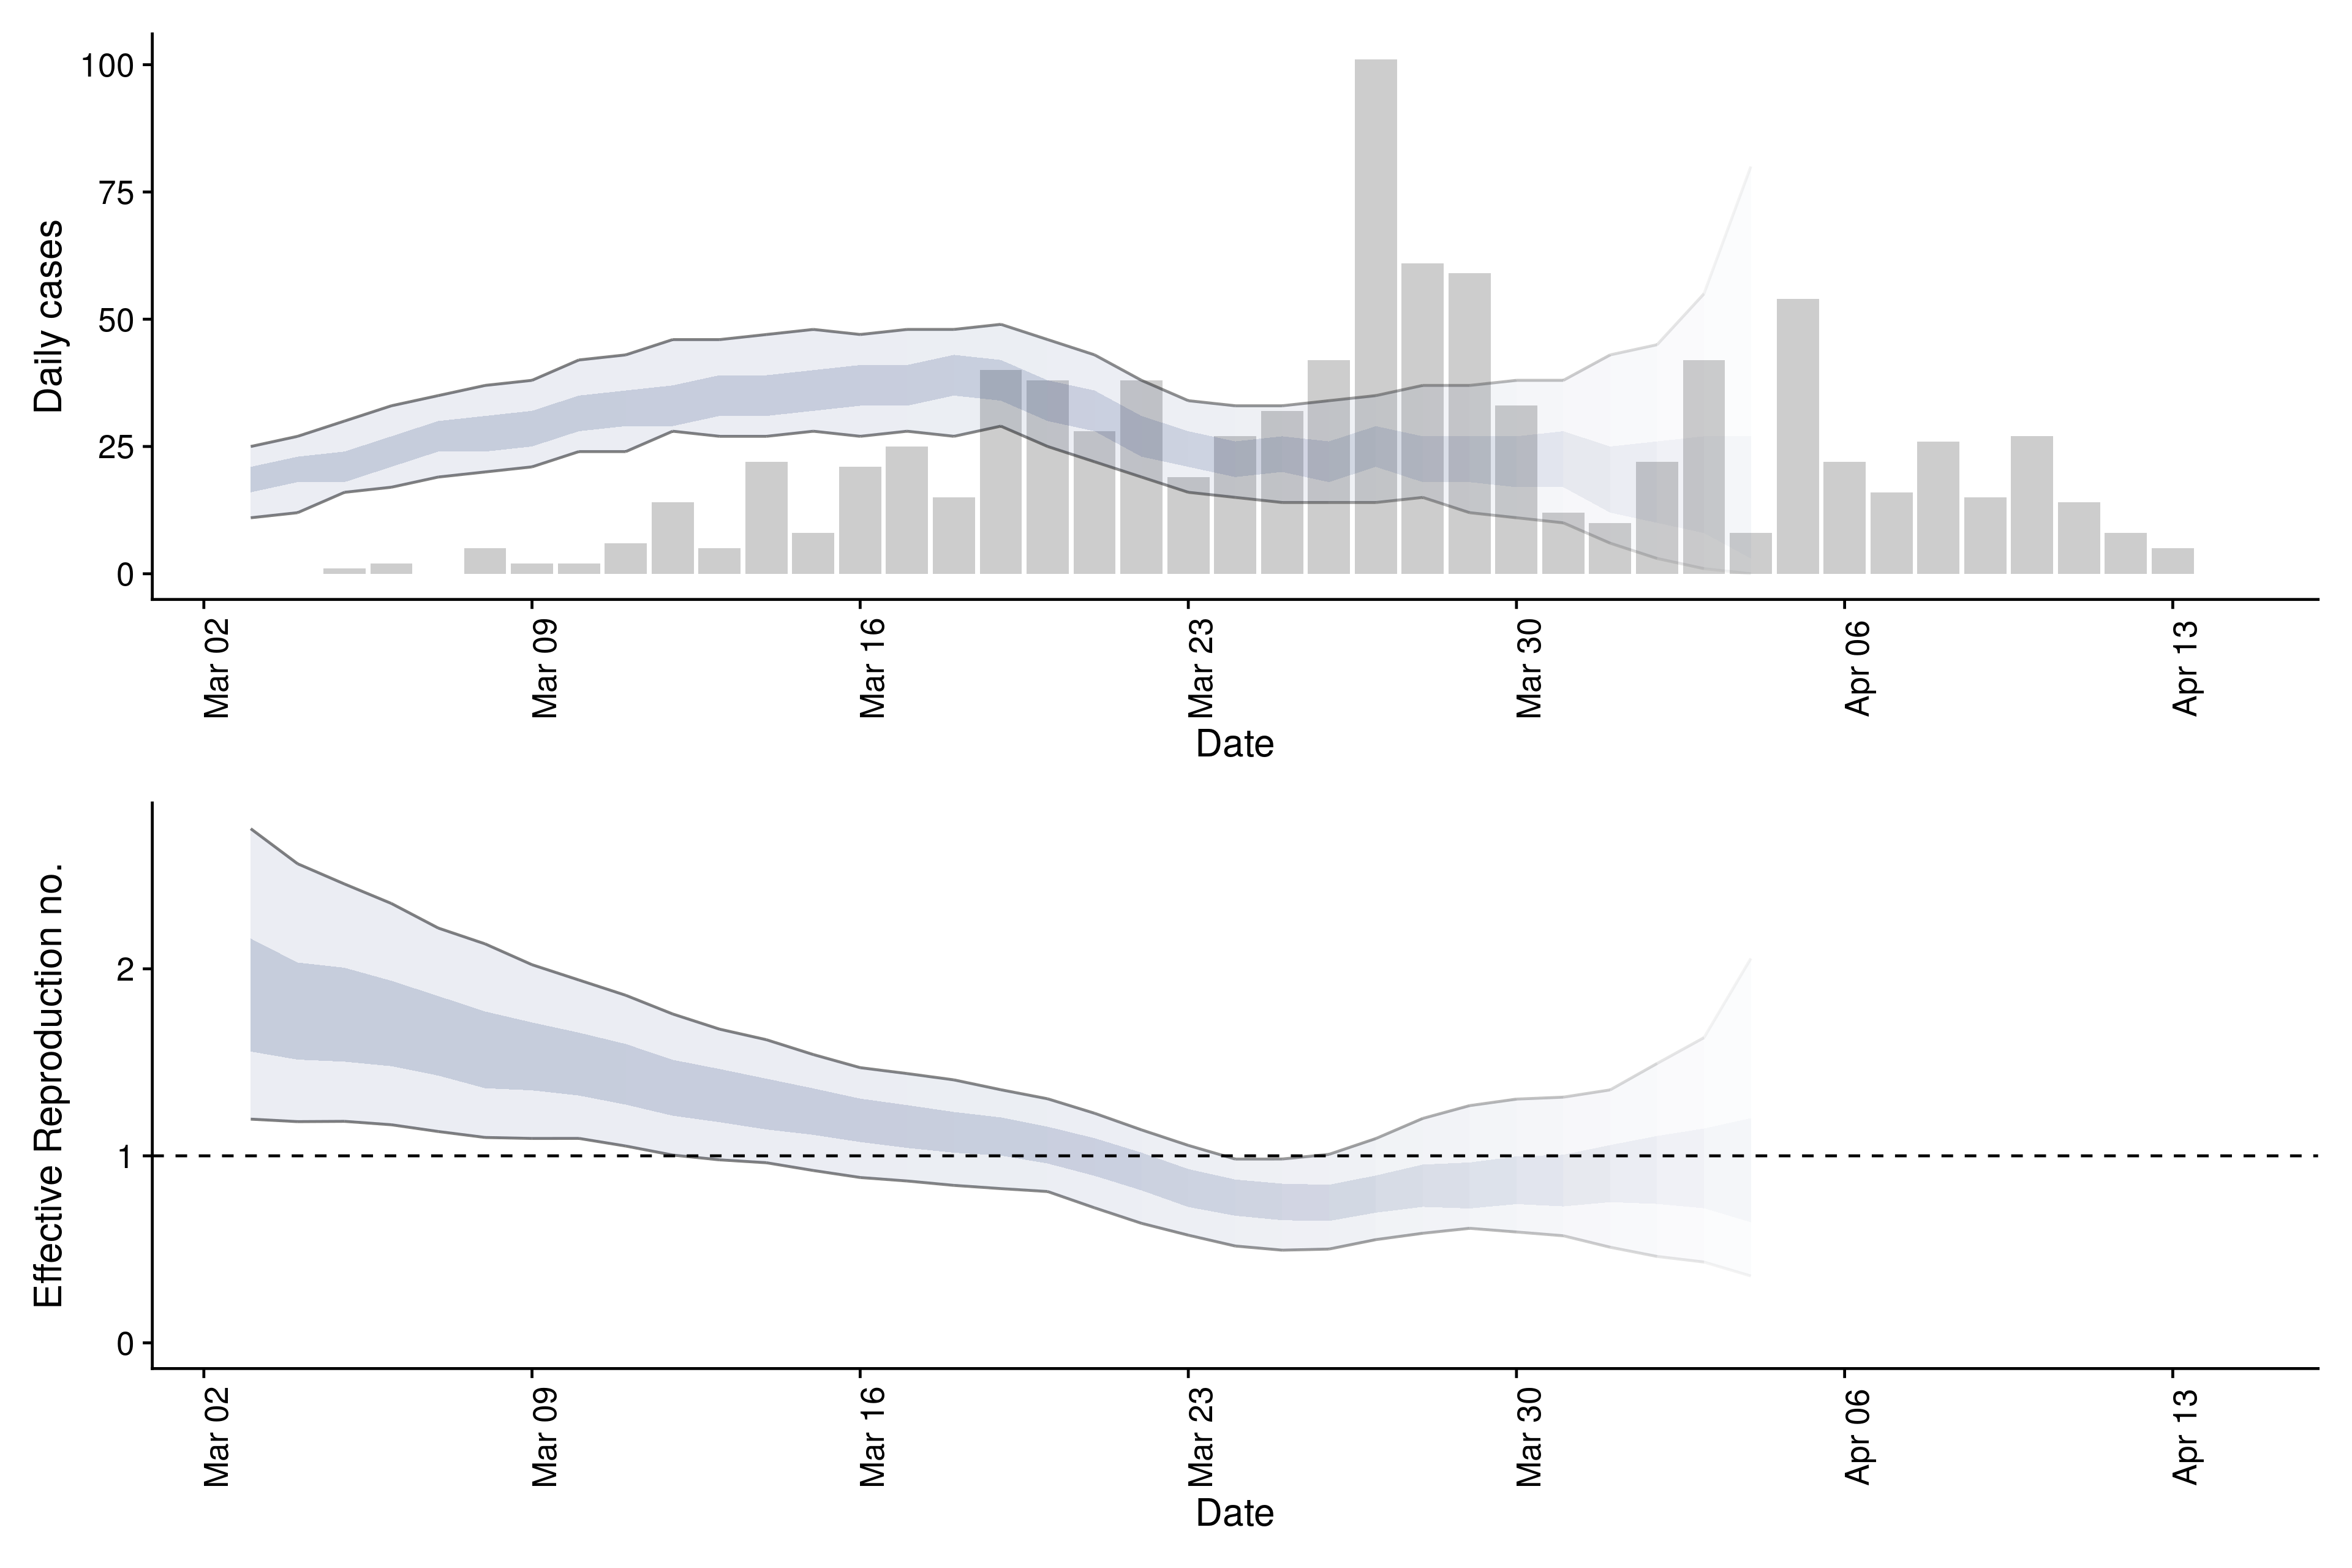 Daily cases
100
75
50
25
0
Mar 02
Mar 09
Mar 16
Mar 23
Mar 30
Apr 06
Apr 13
Date
Effective Reproduction no.
2
1
0
Mar 02
Mar 09
Mar 16
Mar 23
Mar 30
Apr 06
Apr 13
Date